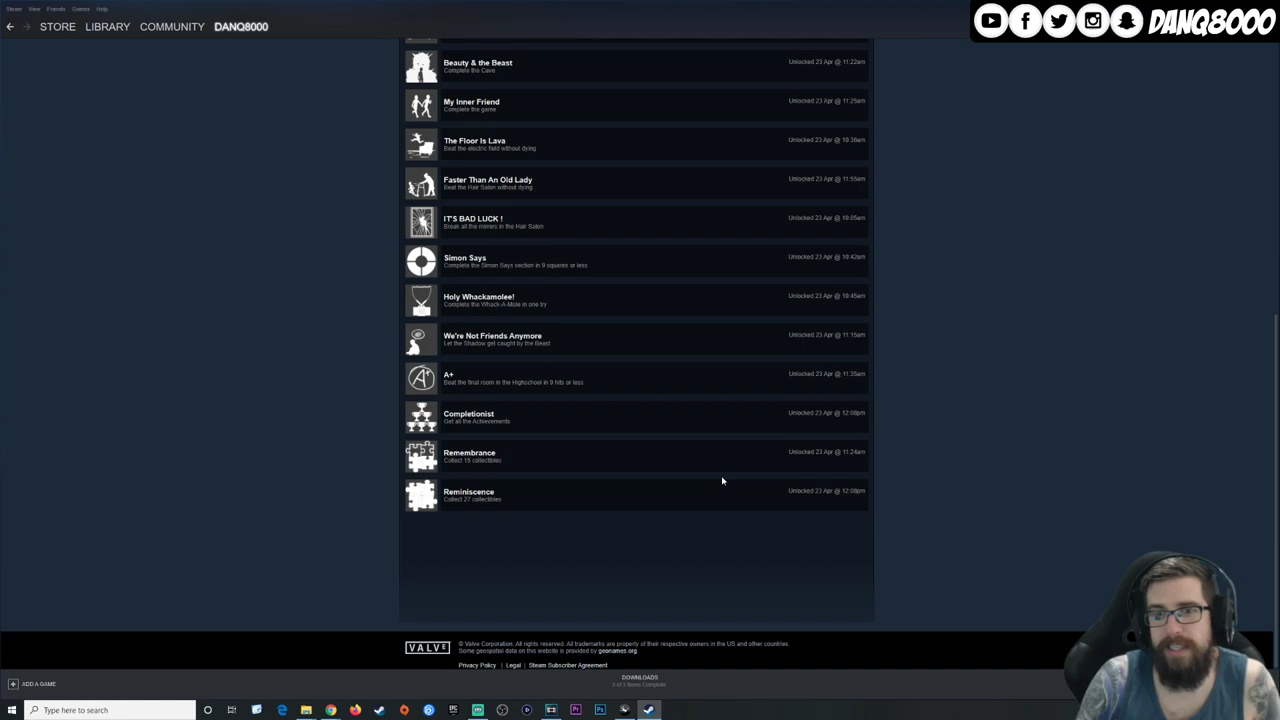 Steam View Friends Games Help
STORE LIBRARY COMMUNITY DANQ8000
DANQ8000
Beauty & the Beast
Complete the Cave
Unlocked 23 Apr @ 11:22am
My Inner Friend
Complete the game
Unlocked 23 Apr @ 11:25am
The Floor Is Lava
Beat the electric field without dying
Unlocked 23 Apr @ 10:36am
Faster Than An Old Lady
Beat the Hair Salon without dying
Unlocked 23 Apr @ 11:55am
IT'S BAD LUCK !
Break all the mirrors in the Hair Salon
Unlocked 23 Apr @ 10:05am
Simon Says
Complete the Simon Says section in 9 squares or less
Unlocked 23 Apr @ 10:42am
Holy Whackamolee!
Complete the Whack-A-Mole in one try
Unlocked 23 Apr @ 10:45am
We're Not Friends Anymore
Let the Shadow get caught by the Beast
Unlocked 23 Apr @ 11:15am
A+
Beat the final room in the Highschool in 9 hits or less
Unlocked 23 Apr @ 11:35am
Completionist
Get all the Achievements
Unlocked 23 Apr @ 12:08pm
Remembrance
Collect 15 collectibles
Unlocked 23 Apr @ 11:24am
Reminiscence
Collect 27 collectibles
Unlocked 23 Apr @ 12:08pm
VALVE
© Valve Corporation. All rights reserved. All trademarks are property of their respective owners in the US and other countries.
Some geospatial data on this website is provided by geonames.org.
Privacy Policy | Legal | Steam Subscriber Agreement
ADD A GAME
DOWNLOADS
3 of 3 Items Complete
Type here to search